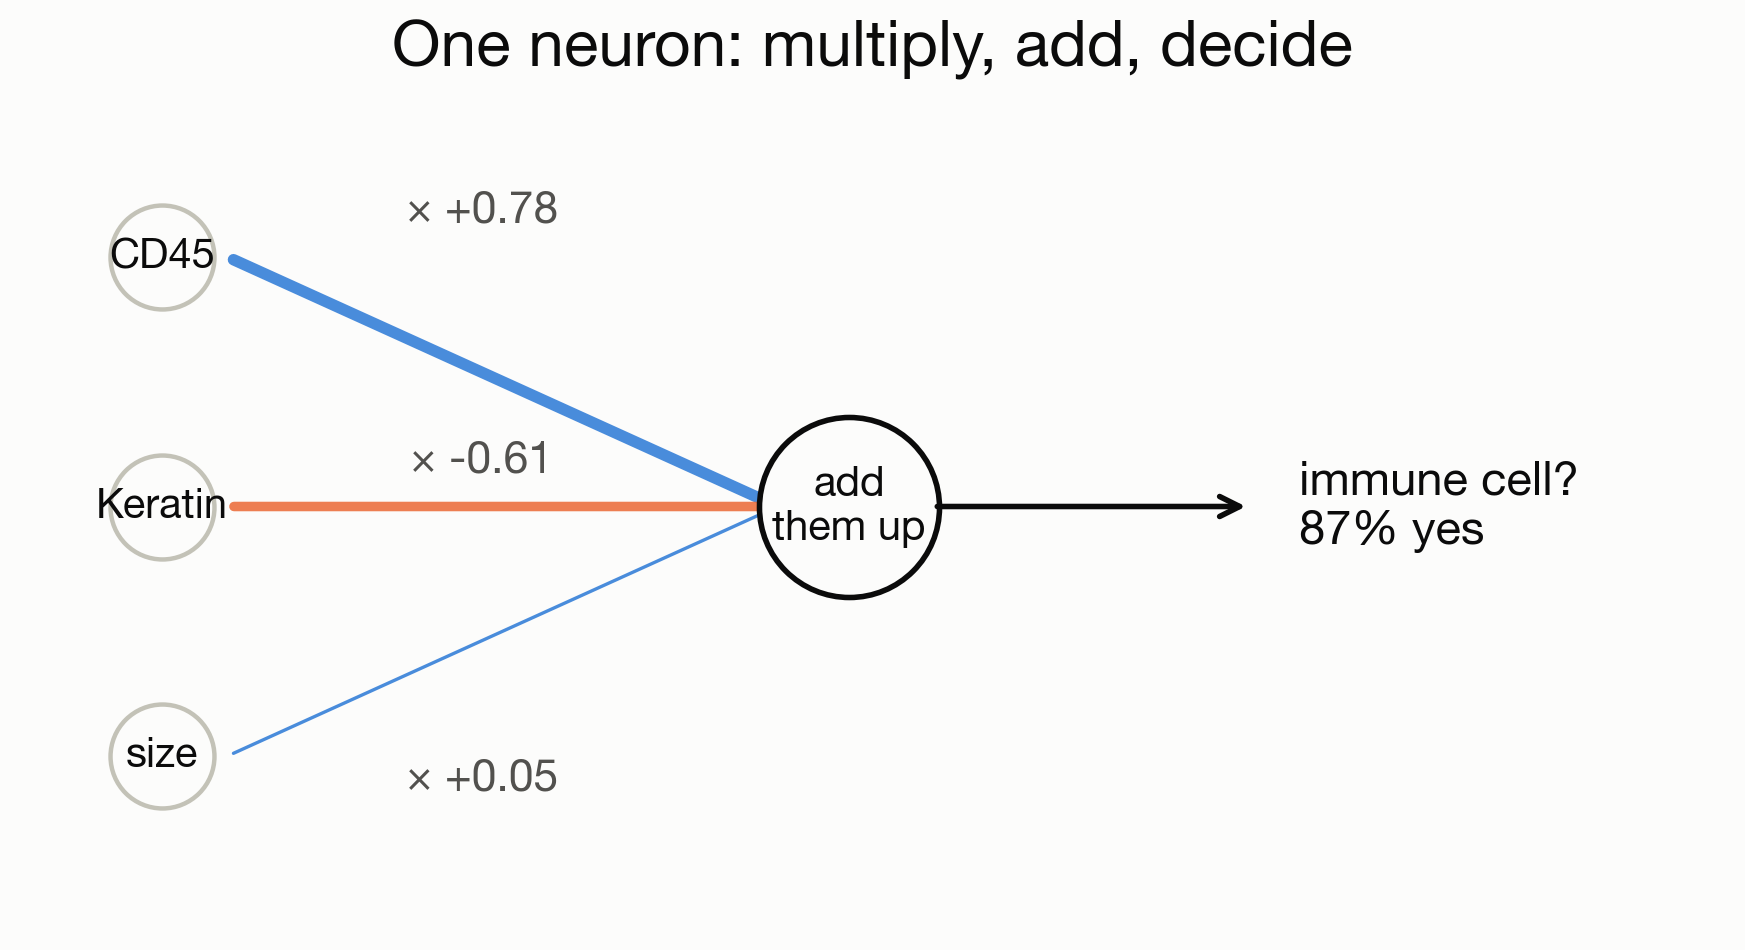 One neuron: multiply, add, decide
× +0.78
CD45
× -0.61
Keratin
add
them up
immune cell?
87% yes
size
× +0.05